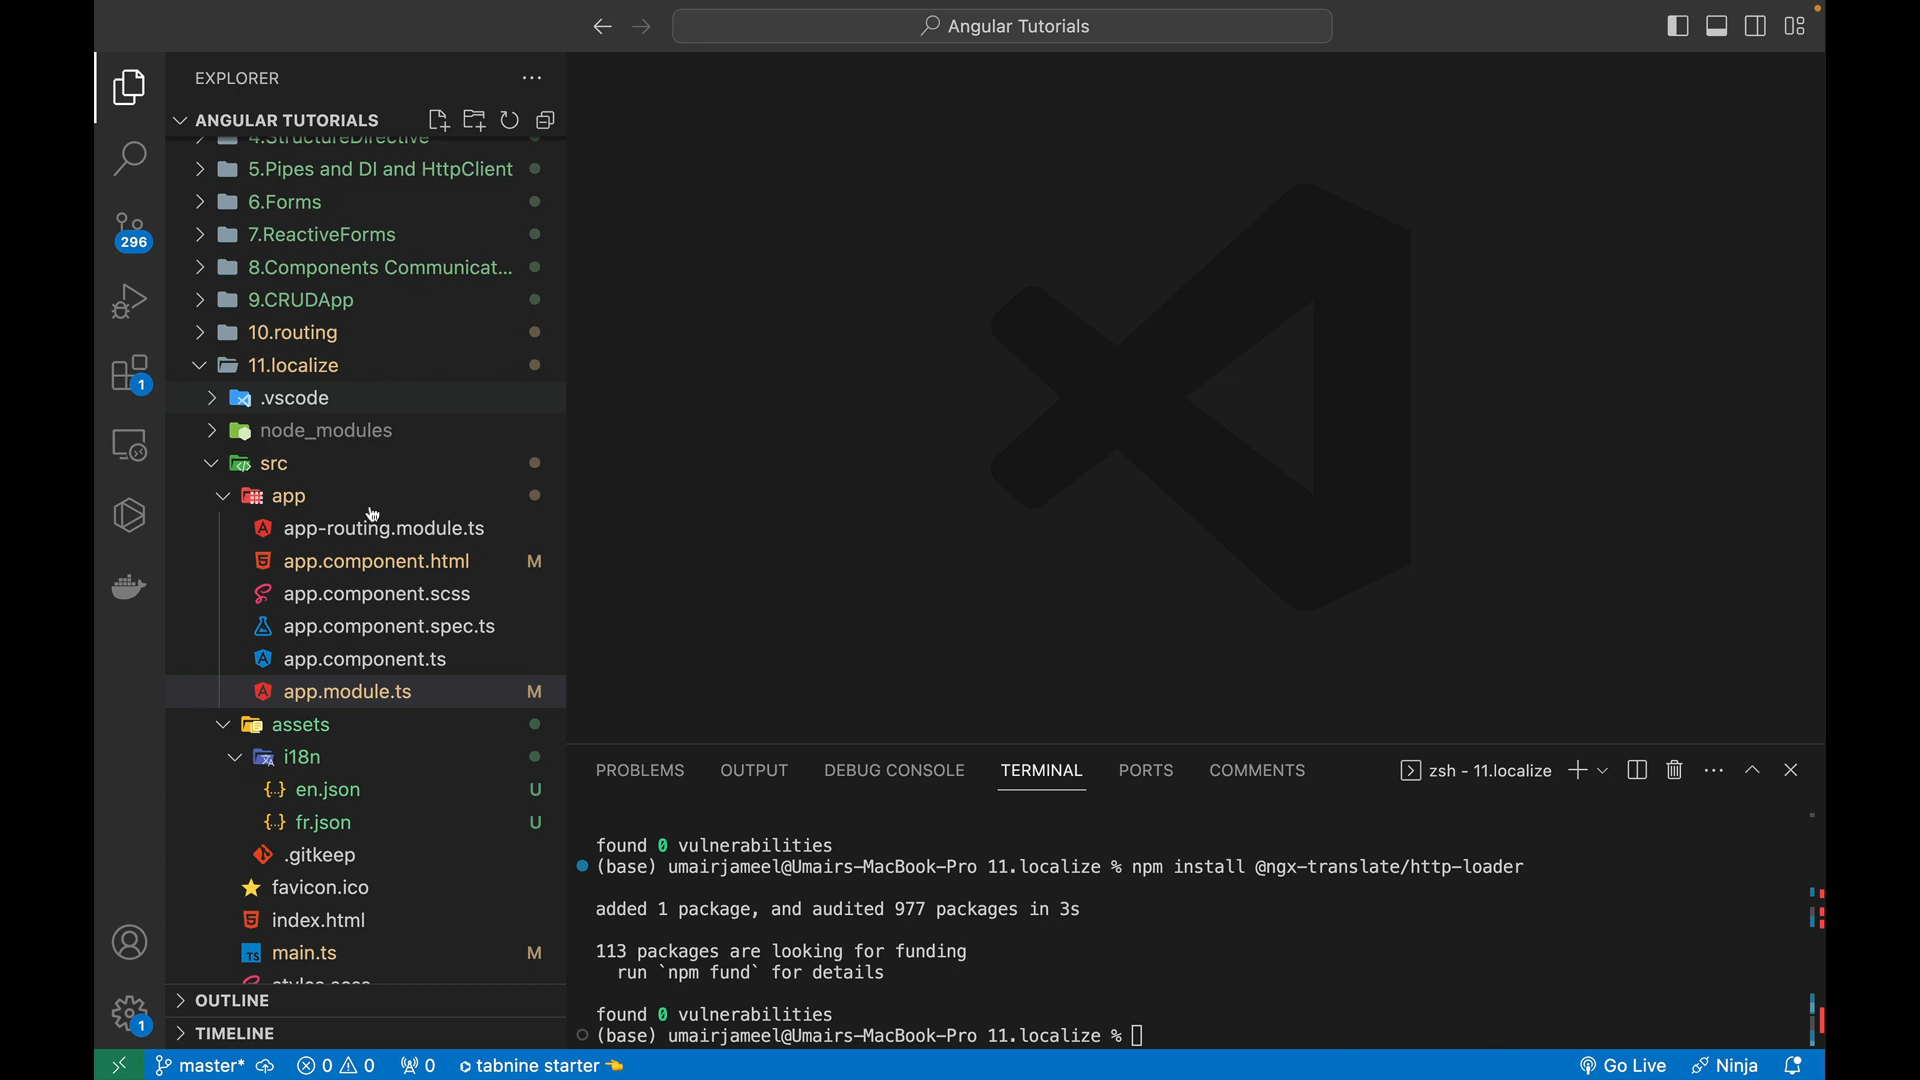 Angular Tutorials
EXPLORER
ANGULAR TUTORIALS
4.StructureDirective
5.Pipes and DI and HttpClient
6.Forms
7.ReactiveForms
8.Components Communicat...
9.CRUDApp
10.routing
11.localize
.vscode
node_modules
src
app
app-routing.module.ts
app.component.html M
app.component.scss
app.component.spec.ts
app.component.ts
app.module.ts M
assets
i18n
en.json U
fr.json U
.gitkeep
favicon.ico
index.html
TS main.ts M
styles.scss
OUTLINE
TIMELINE
296
1
1
PROBLEMS OUTPUT DEBUG CONSOLE TERMINAL PORTS COMMENTS zsh - 11.localize
found 0 vulnerabilities
(base) umairjameel@Umairs-MacBook-Pro 11.localize % npm install @ngx-translate/http-loader
added 1 package, and audited 977 packages in 3s
113 packages are looking for funding
run `npm fund` for details
found 0 vulnerabilities
(base) umairjameel@Umairs-MacBook-Pro 11.localize %
master* 0 0 0 tabnine starter Go Live Ninja